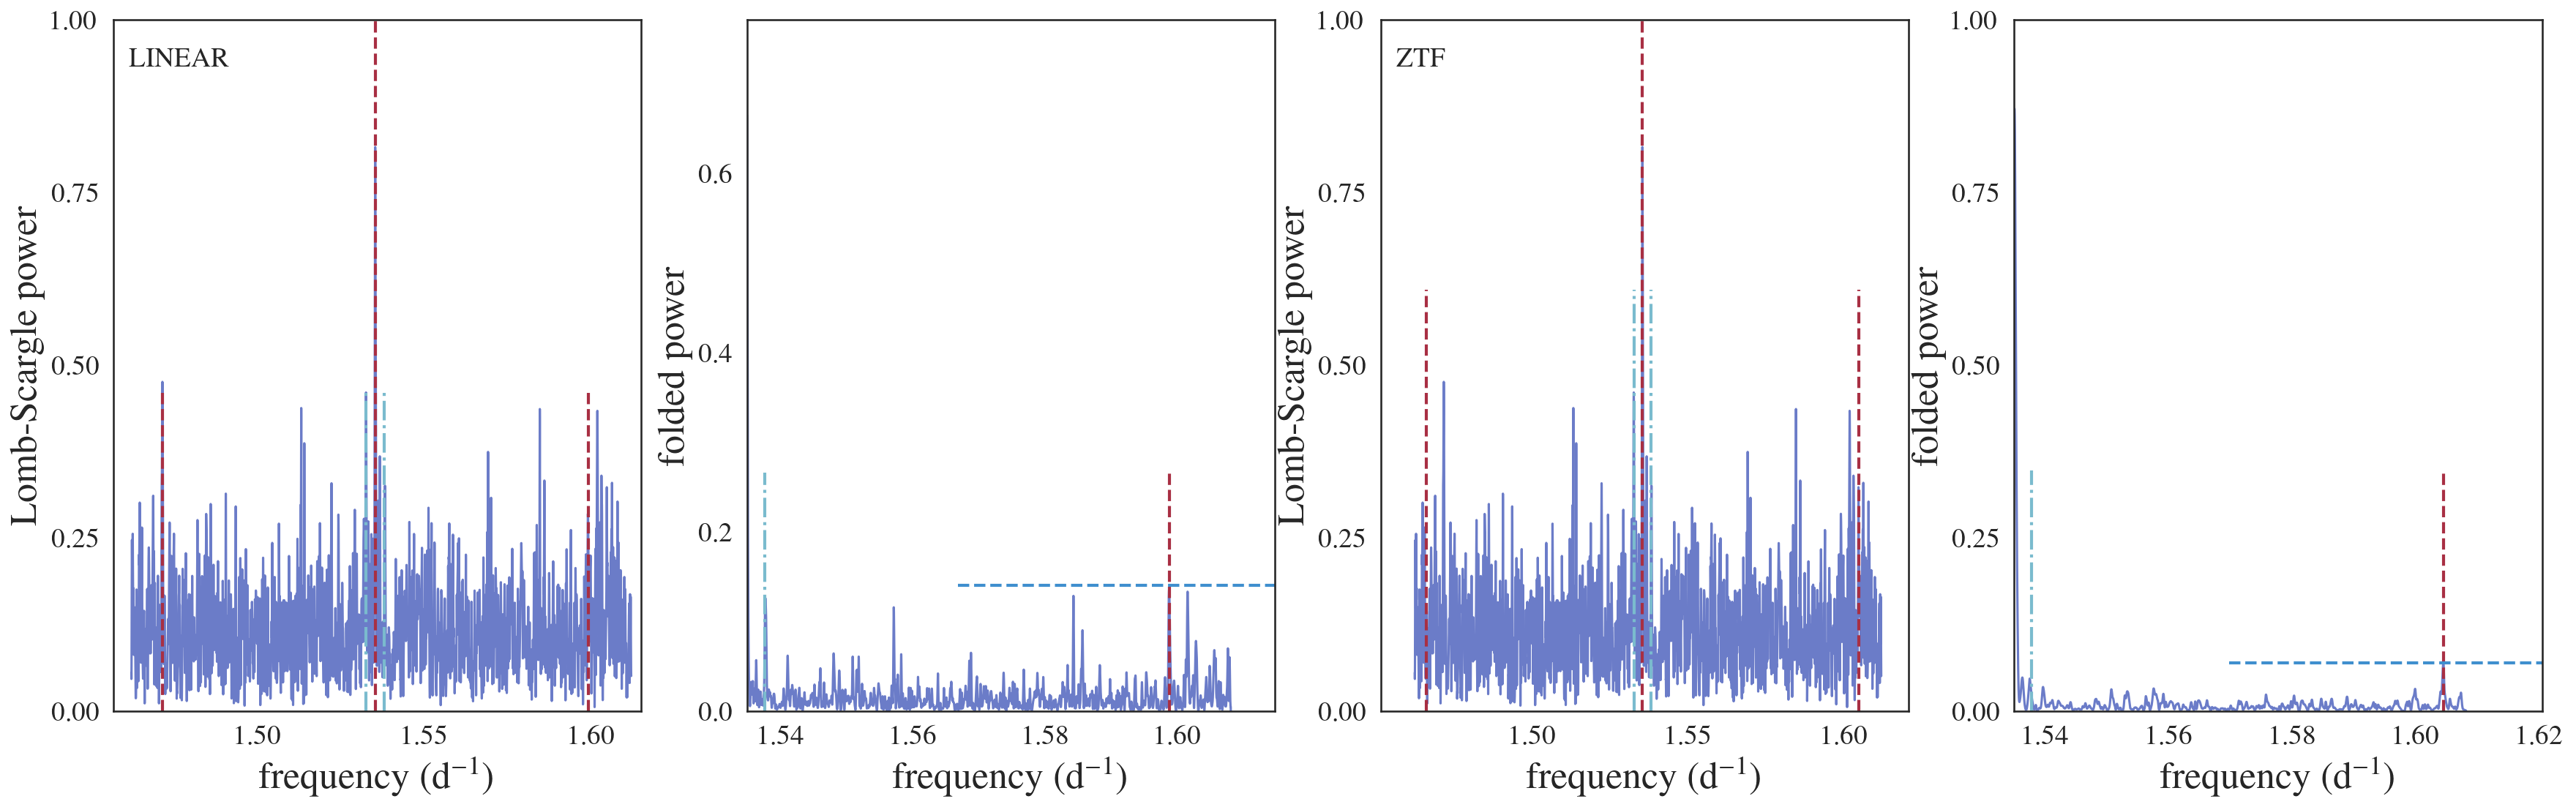 LINEAR
Lomb-Scargle power
1.00
0.75
0.50
0.25
0.00
1.50 1.55 1.60
frequency (d⁻¹)
folded power
0.6
0.4
0.2
0.0
1.54 1.56 1.58 1.60
frequency (d⁻¹)
ZTF
Lomb-Scargle power
1.00
0.75
0.50
0.25
0.00
1.50 1.55 1.60
frequency (d⁻¹)
folded power
1.00
0.75
0.50
0.25
0.00
1.54 1.56 1.58 1.60 1.62
frequency (d⁻¹)